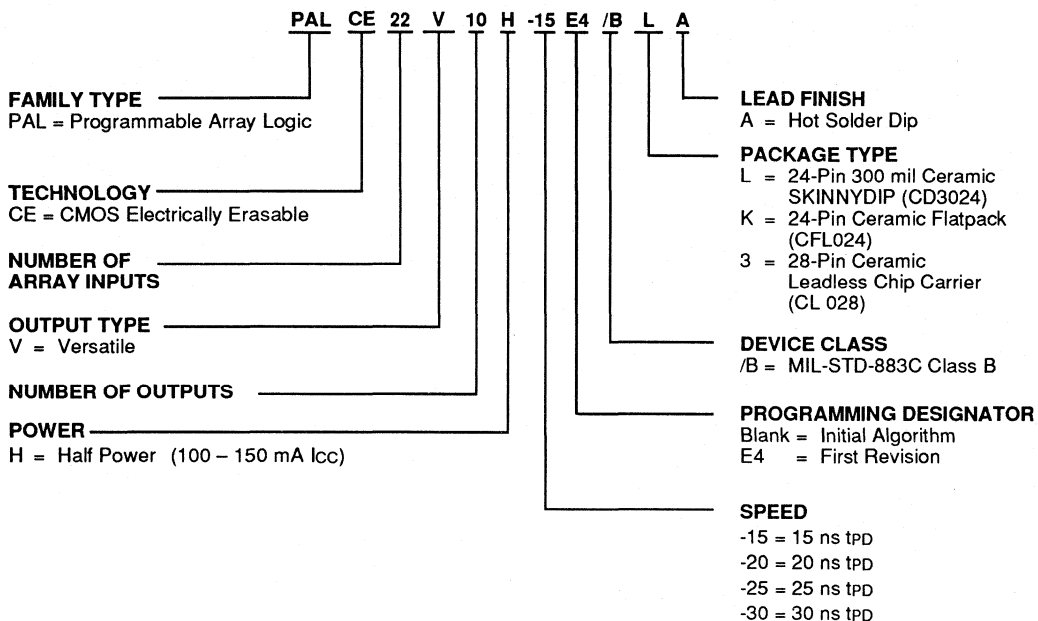 PAL CE 22 V 10 H -15 E4 /B L A
FAMILY TYPE
PAL = Programmable Array Logic
TECHNOLOGY
CE = CMOS Electrically Erasable
NUMBER OF
ARRAY INPUTS
OUTPUT TYPE
V = Versatile
NUMBER OF OUTPUTS
POWER
H = Half Power (100 – 150 mA ICC)
LEAD FINISH
A = Hot Solder Dip
PACKAGE TYPE
L = 24-Pin 300 mil Ceramic
SKINNYDIP (CD3024)
K = 24-Pin Ceramic Flatpack
(CFL024)
3 = 28-Pin Ceramic
Leadless Chip Carrier
(CL 028)
DEVICE CLASS
/B = MIL-STD-883C Class B
PROGRAMMING DESIGNATOR
Blank = Initial Algorithm
E4 = First Revision
SPEED
-15 = 15 ns tPD
-20 = 20 ns tPD
-25 = 25 ns tPD
-30 = 30 ns tPD